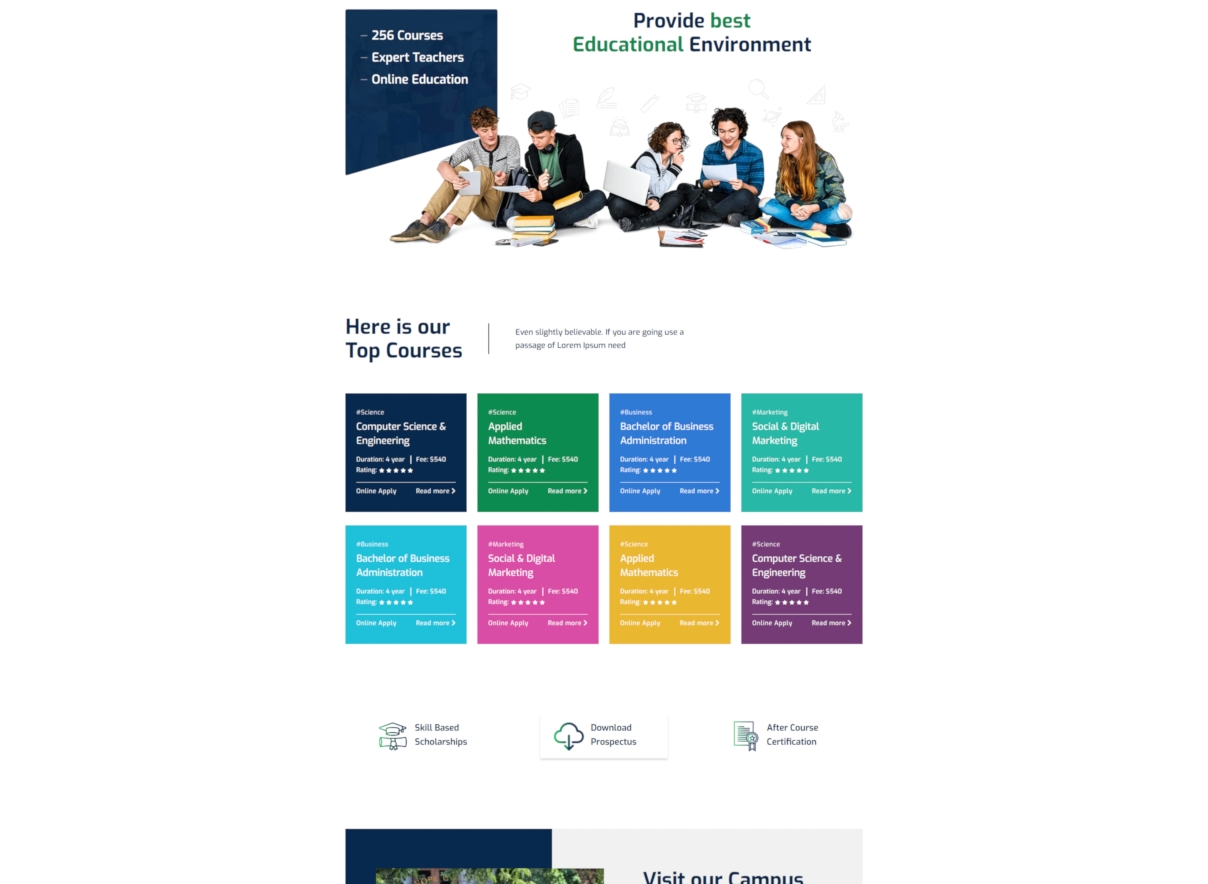 – 256 Courses
– Expert Teachers
– Online Education
Provide best
Educational Environment
Here is our
Top Courses
Even slightly believable. If you are going use a
passage of Lorem Ipsum need
#Science
Computer Science &
Engineering
Duration: 4 year | Fee: $540
Rating: ★★★★★
Online Apply Read more >
#Science
Applied
Mathematics
Duration: 4 year | Fee: $540
Rating: ★★★★★
Online Apply Read more >
#Business
Bachelor of Business
Administration
Duration: 4 year | Fee: $540
Rating: ★★★★★
Online Apply Read more >
#Marketing
Social & Digital
Marketing
Duration: 4 year | Fee: $540
Rating: ★★★★★
Online Apply Read more >
#Business
Bachelor of Business
Administration
Duration: 4 year | Fee: $540
Rating: ★★★★★
Online Apply Read more >
#Marketing
Social & Digital
Marketing
Duration: 4 year | Fee: $540
Rating: ★★★★★
Online Apply Read more >
#Science
Applied
Mathematics
Duration: 4 year | Fee: $540
Rating: ★★★★★
Online Apply Read more >
#Science
Computer Science &
Engineering
Duration: 4 year | Fee: $540
Rating: ★★★★★
Online Apply Read more >
Skill Based
Scholarships
Download
Prospectus
After Course
Certification
Visit our Campus